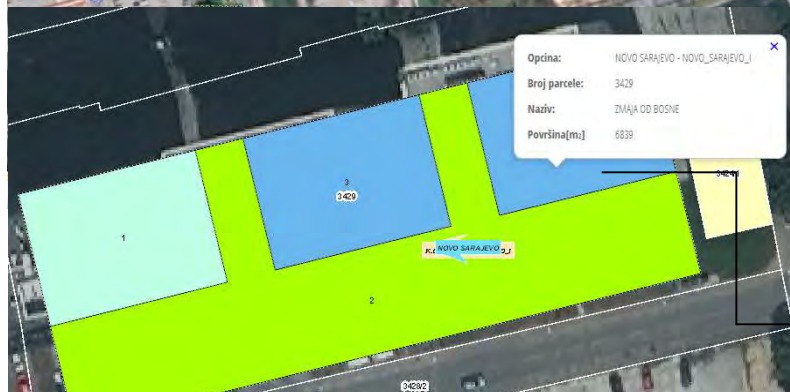 Opcina: NOVO SARAJEVO - NOVO_SARAJEVO_I
Broj parcele: 3429
Naziv: ZMAJA OD BOSNE
Površina[m²] 6839
3
3429
1
NOVO SARAJEVO
2
3429/2